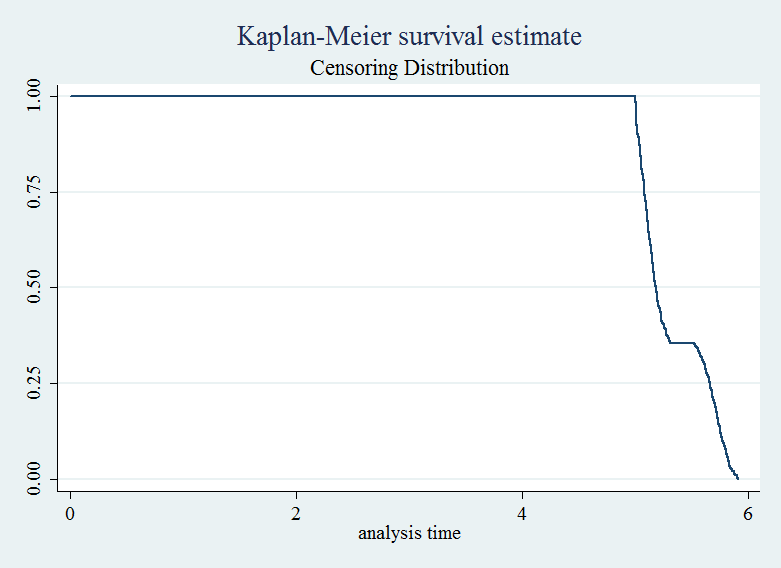 Kaplan-Meier survival estimate
Censoring Distribution
1.00
0.75
0.50
0.25
0.00
0 2 4 6
analysis time